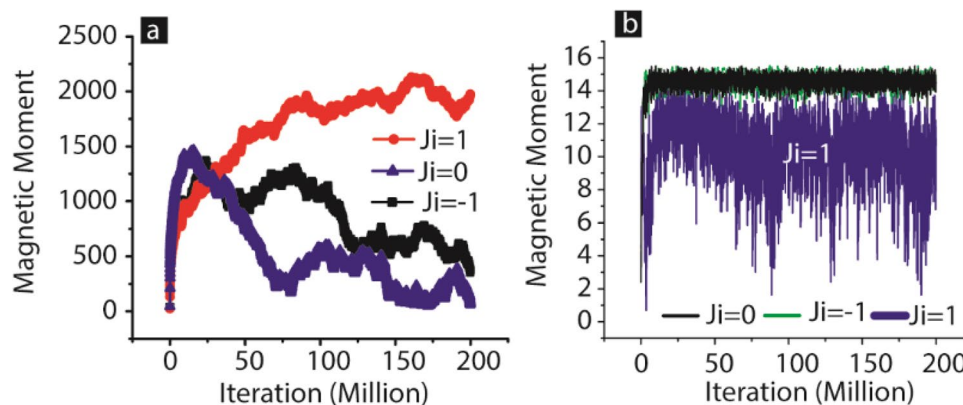 a
2500
2000
1500
1000
500
0
Magnetic Moment
Ji=1
Ji=0
Ji=-1
0 50 100 150 200
Iteration (Million)
b
16
14
12
10
8
6
4
2
0
Magnetic Moment
Ji=1
Ji=0 Ji=-1 Ji=1
0 50 100 150 200
Iteration (Million)